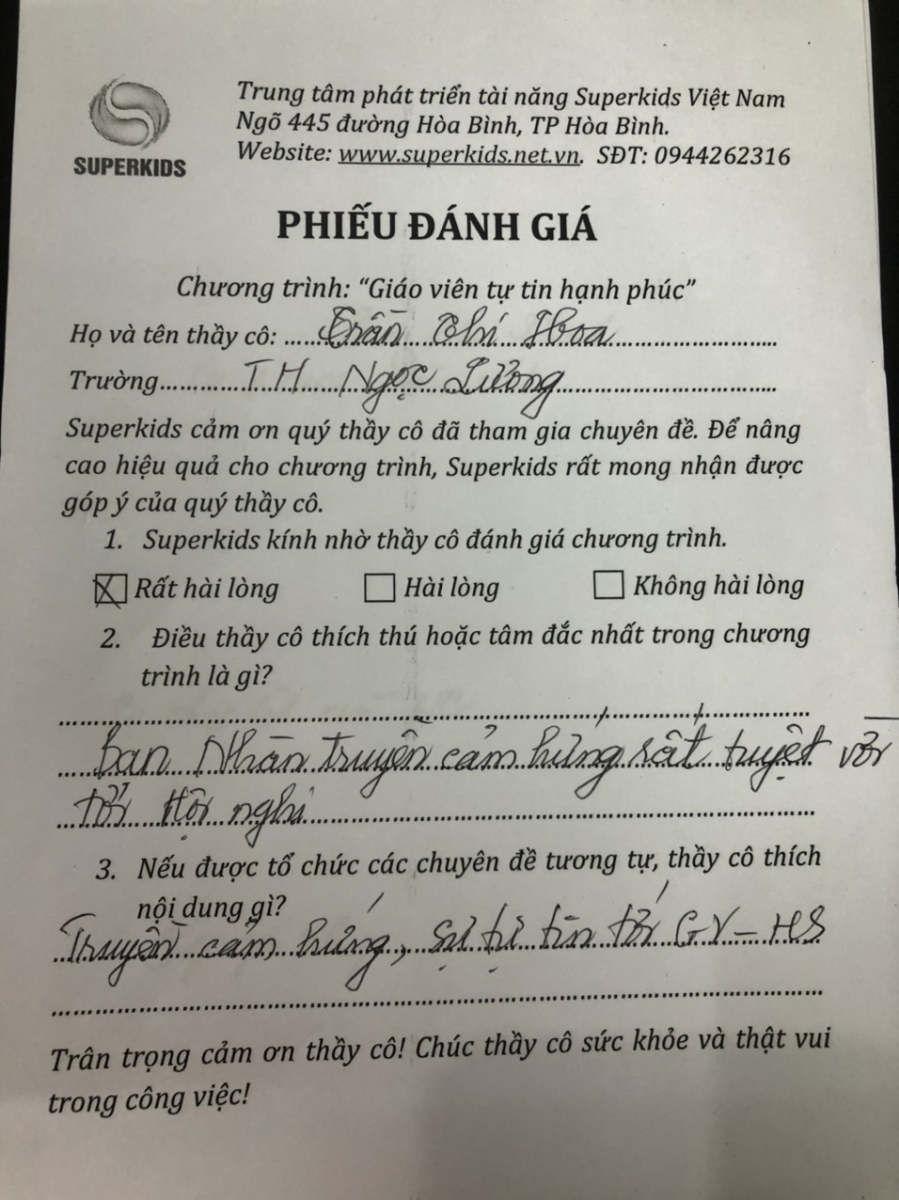 SUPERKIDS
Trung tâm phát triển tài năng Superkids Việt Nam
Ngõ 445 đường Hòa Bình, TP Hòa Bình.
Website: www.superkids.net.vn. SĐT: 0944262316
PHIẾU ĐÁNH GIÁ
Chương trình: “Giáo viên tự tin hạnh phúc”
Họ và tên thầy cô: Trần Chí Hoa
Trường TH Ngọc Lương
Superkids cảm ơn quý thầy cô đã tham gia chuyên đề. Để nâng
cao hiệu quả cho chương trình, Superkids rất mong nhận được
góp ý của quý thầy cô.
1. Superkids kính nhờ thầy cô đánh giá chương trình.
Rất hài lòng Hài lòng Không hài lòng
2. Điều thầy cô thích thú hoặc tâm đắc nhất trong chương
trình là gì?
bạn Nhàn truyền cảm hứng rất tuyệt vời
tới Hội nghị
3. Nếu được tổ chức các chuyên đề tương tự, thầy cô thích
nội dung gì?
Truyền cảm hứng, sự tự tin tới GV - HS
Trân trọng cảm ơn thầy cô! Chúc thầy cô sức khỏe và thật vui
trong công việc!